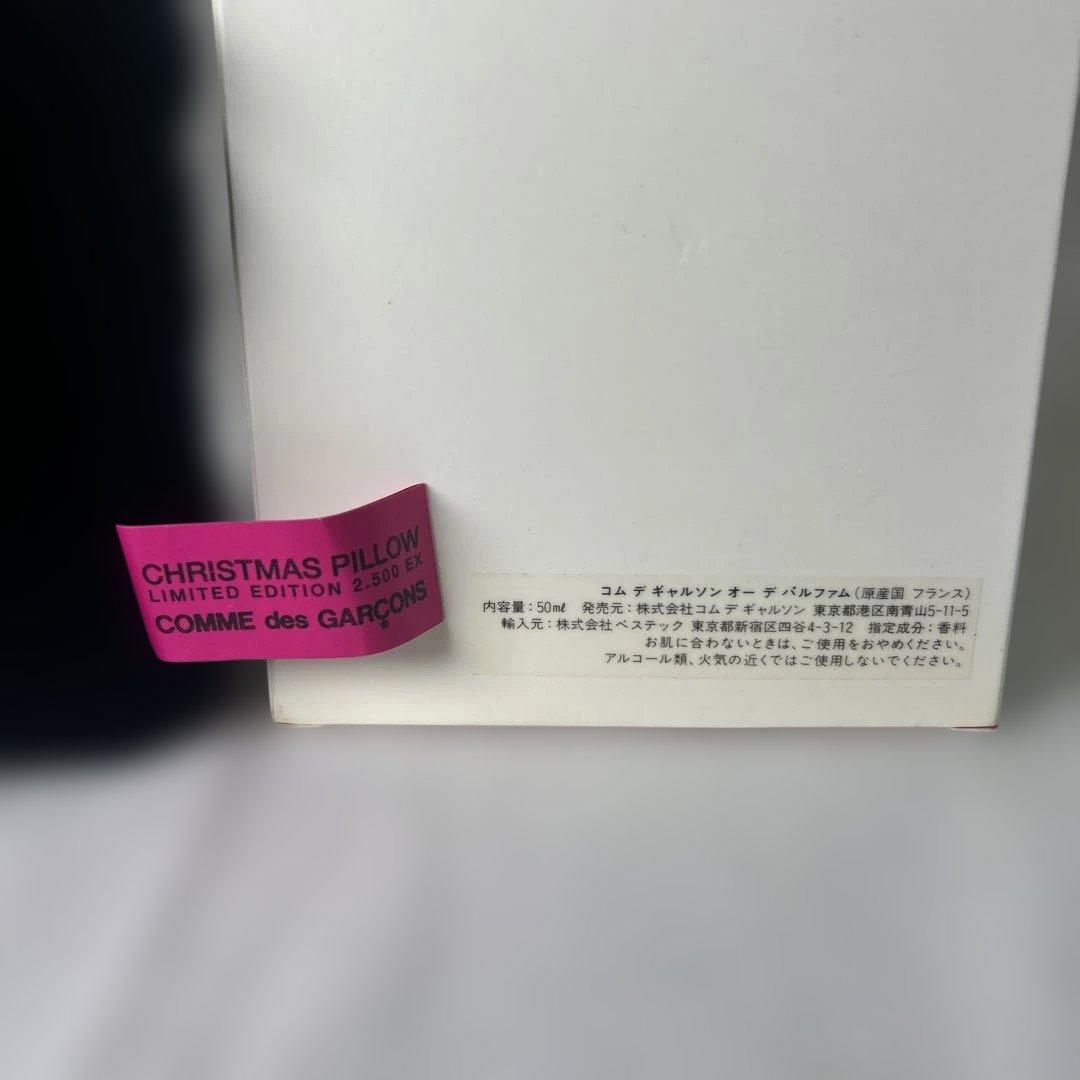 CHRISTMAS PILLOW
LIMITED EDITION 2.500 EX
COMME des GARÇONS
コム デ ギャルソン オー デ パルファム(原産国 フランス)
内容量:50mℓ 発売元:株式会社コム デ ギャルソン 東京都港区南青山5-11-5
輸入元:株式会社ベステック 東京都新宿区四谷4-3-12 指定成分:香料
お肌に合わないときは、ご使用をおやめください。
アルコール類、火気の近くではご使用しないでください。